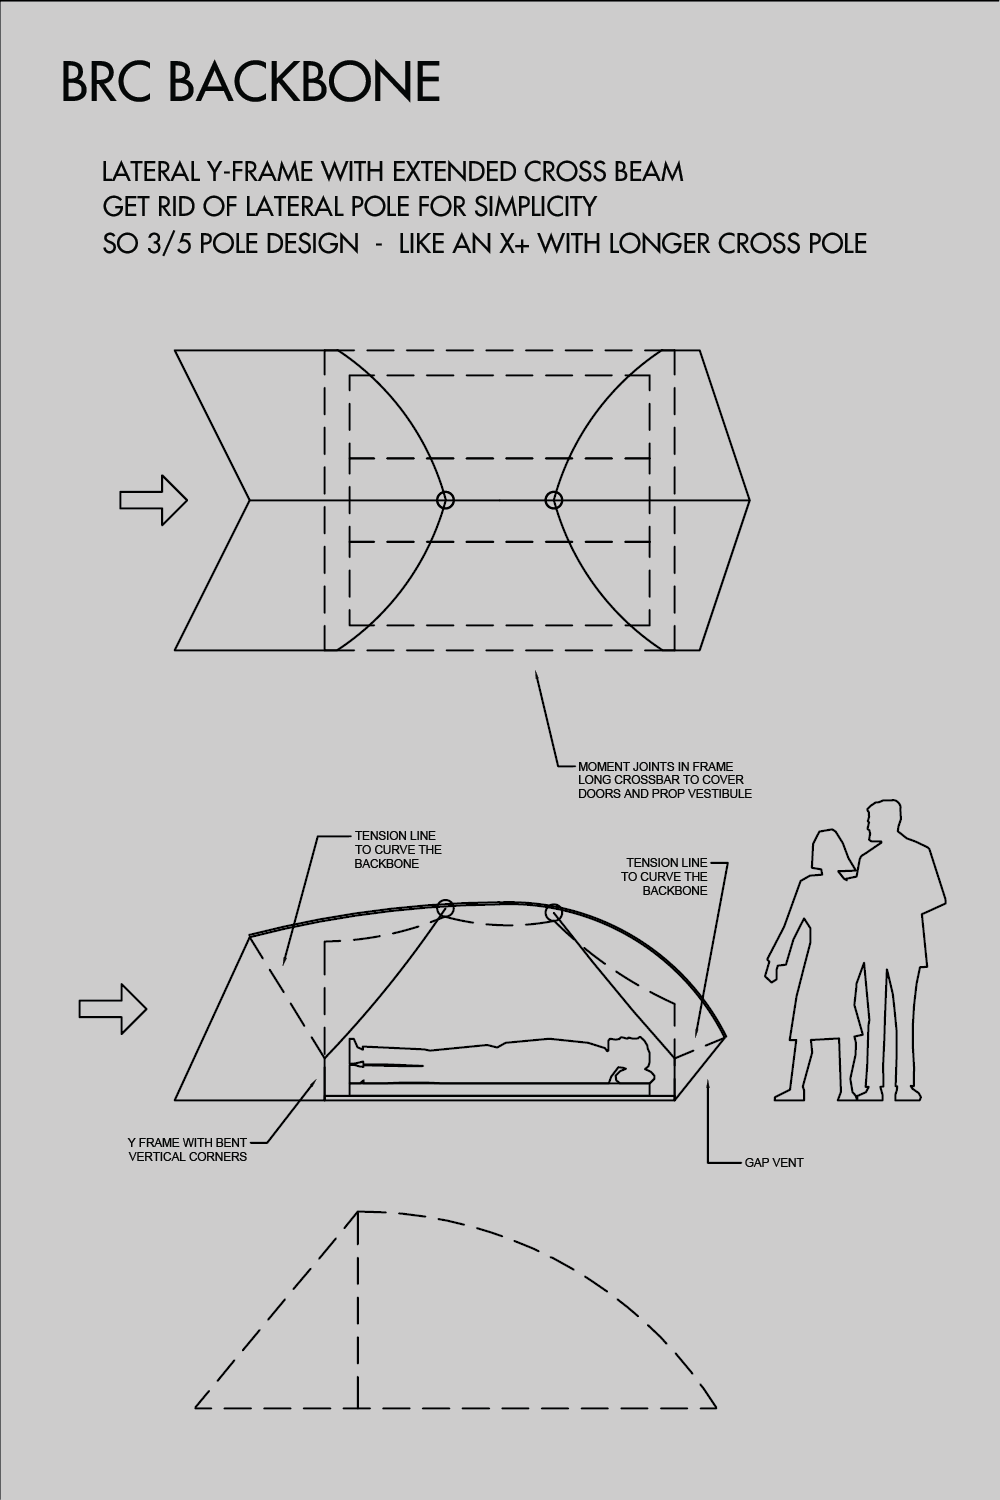 BRC BACKBONE
LATERAL Y-FRAME WITH EXTENDED CROSS BEAM
GET RID OF LATERAL POLE FOR SIMPLICITY
SO 3/5 POLE DESIGN - LIKE AN X+ WITH LONGER CROSS POLE
MOMENT JOINTS IN FRAME
LONG CROSSBAR TO COVER
DOORS AND PROP VESTIBULE
TENSION LINE
TO CURVE THE
BACKBONE
TENSION LINE
TO CURVE THE
BACKBONE
Y FRAME WITH BENT
VERTICAL CORNERS
GAP VENT